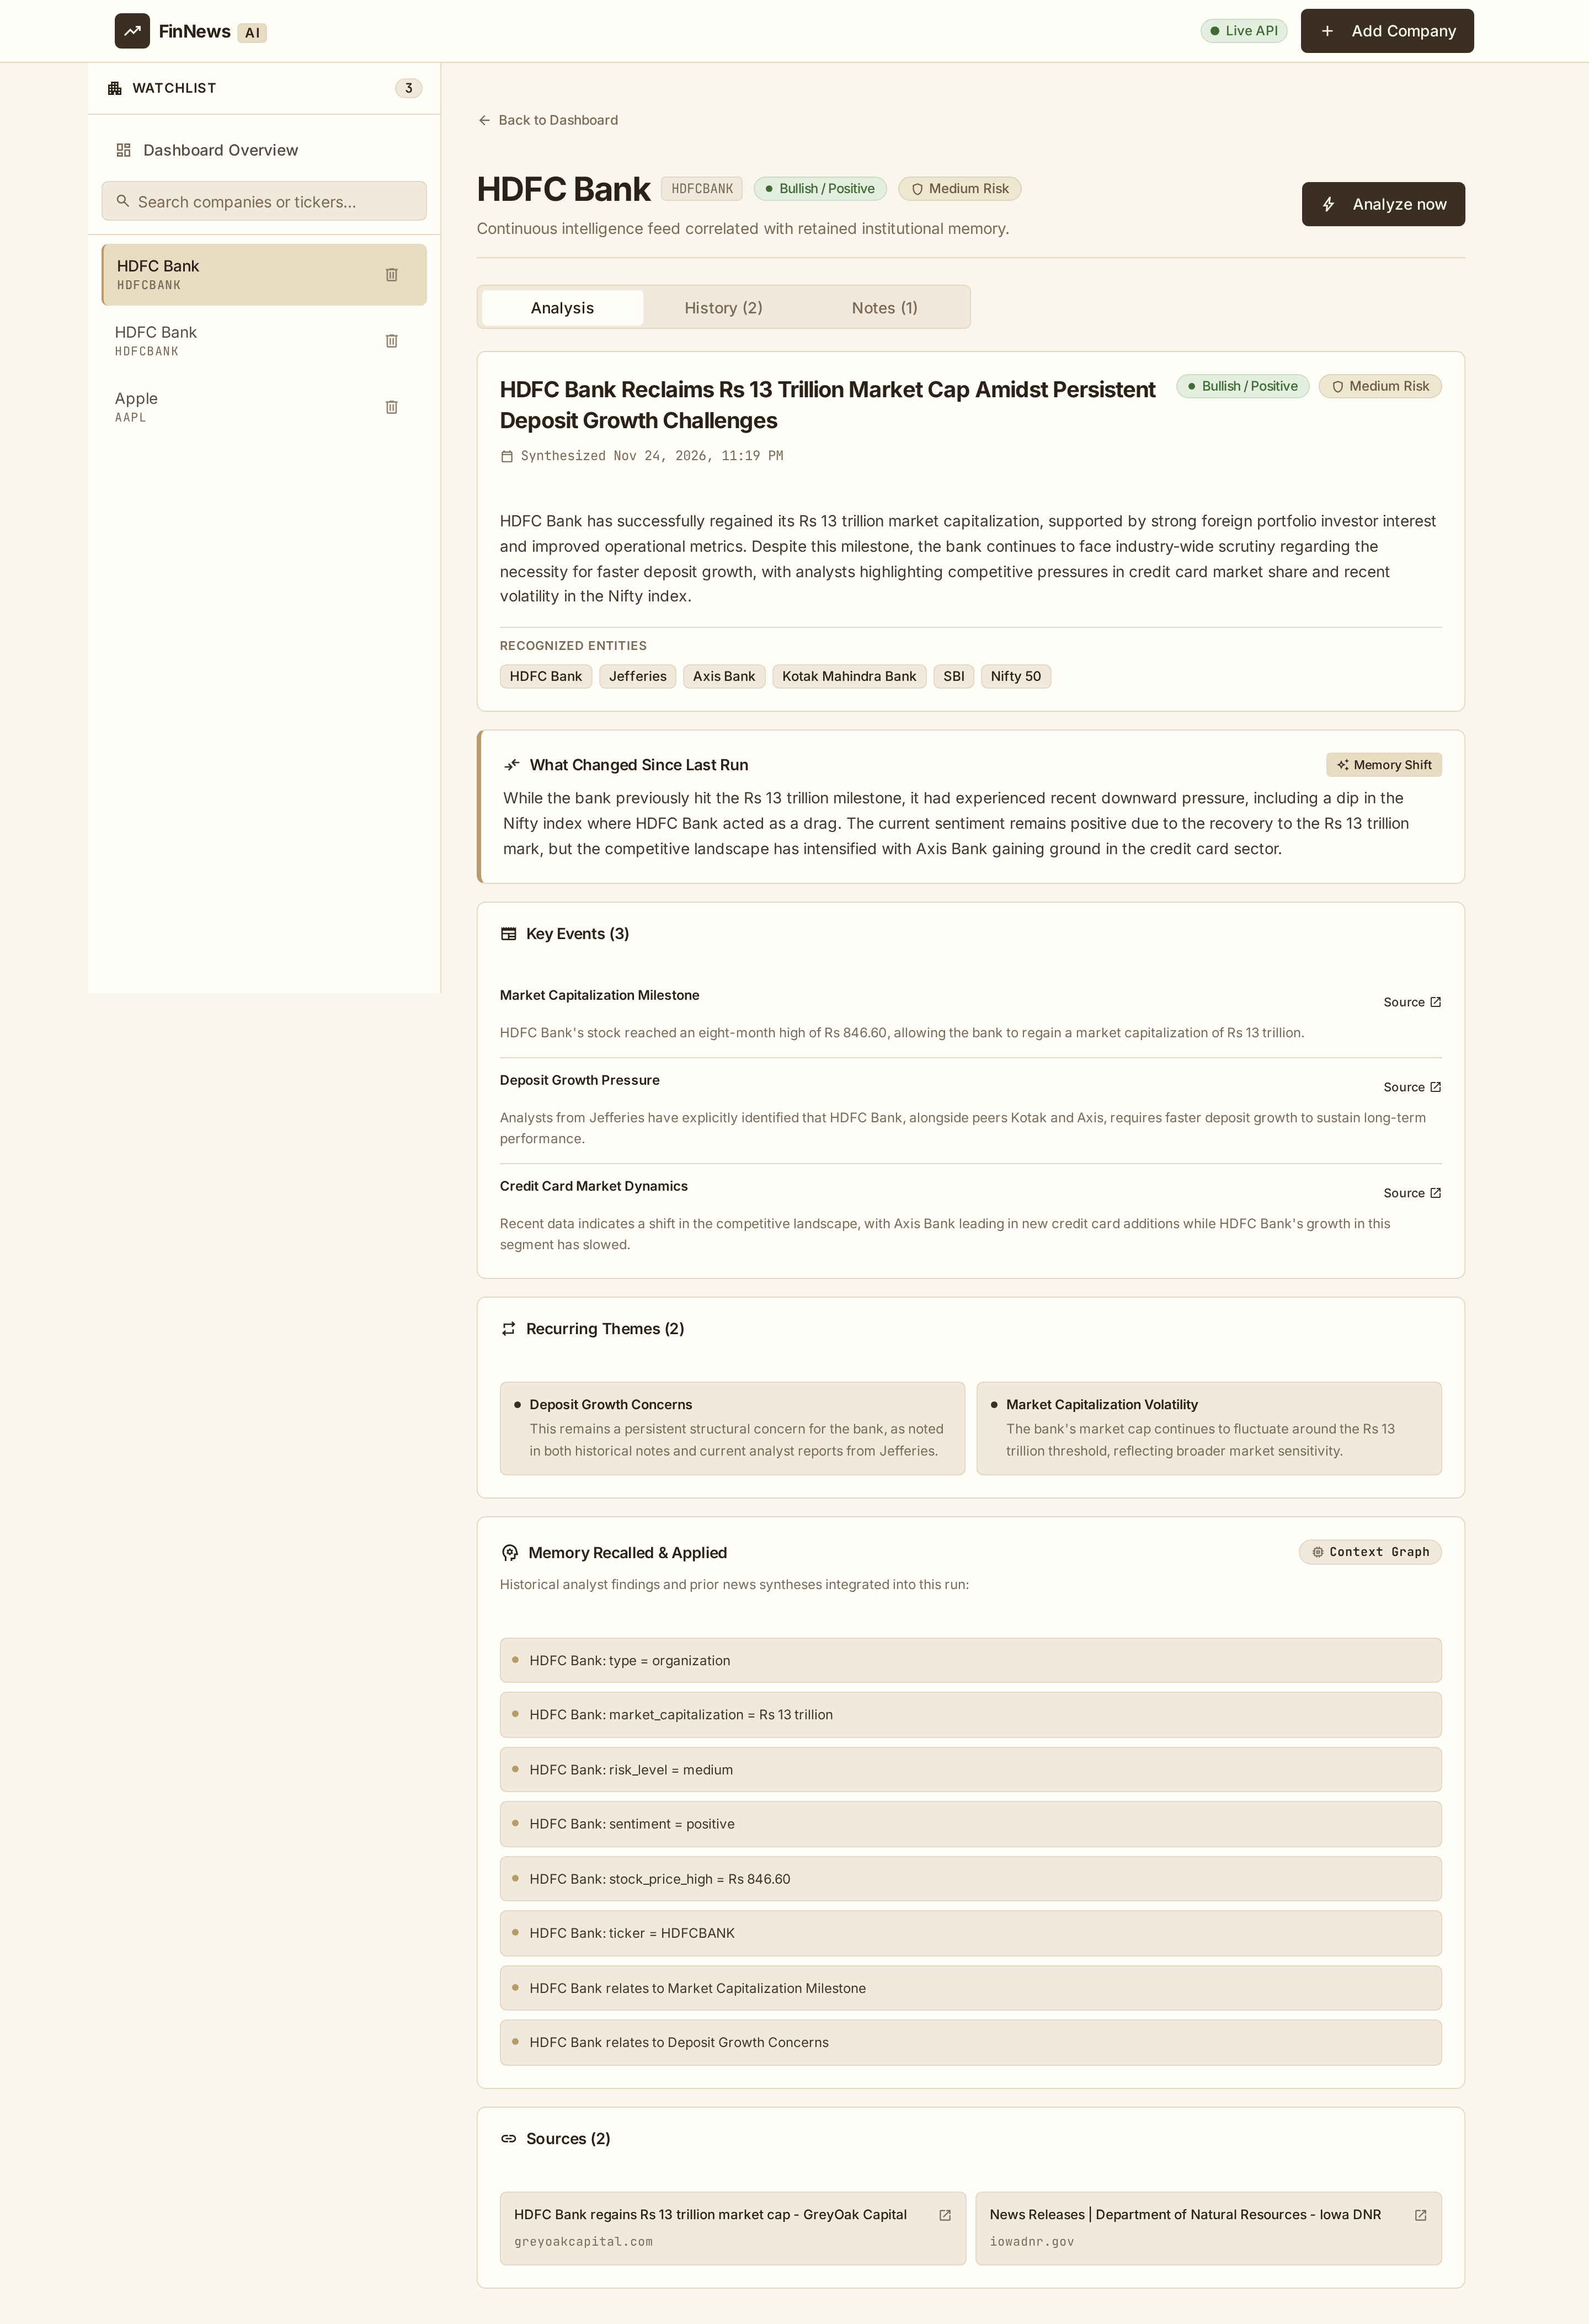 FinNews AI
Live API
Add Company
WATCHLIST
3
Dashboard Overview
Search companies or tickers...
HDFC Bank
HDFCBANK
HDFC Bank
HDFCBANK
Apple
AAPL
Back to Dashboard
HDFC Bank HDFCBANK Bullish / Positive Medium Risk
Continuous intelligence feed correlated with retained institutional memory.
Analyze now
Analysis History (2) Notes (1)
HDFC Bank Reclaims Rs 13 Trillion Market Cap Amidst Persistent
Deposit Growth Challenges
Bullish / Positive Medium Risk
Synthesized Nov 24, 2026, 11:19 PM
HDFC Bank has successfully regained its Rs 13 trillion market capitalization, supported by strong foreign portfolio investor interest
and improved operational metrics. Despite this milestone, the bank continues to face industry-wide scrutiny regarding the
necessity for faster deposit growth, with analysts highlighting competitive pressures in credit card market share and recent
volatility in the Nifty index.
RECOGNIZED ENTITIES
HDFC Bank Jefferies Axis Bank Kotak Mahindra Bank SBI Nifty 50
What Changed Since Last Run
Memory Shift
While the bank previously hit the Rs 13 trillion milestone, it had experienced recent downward pressure, including a dip in the
Nifty index where HDFC Bank acted as a drag. The current sentiment remains positive due to the recovery to the Rs 13 trillion
mark, but the competitive landscape has intensified with Axis Bank gaining ground in the credit card sector.
Key Events (3)
Market Capitalization Milestone
Source
HDFC Bank's stock reached an eight-month high of Rs 846.60, allowing the bank to regain a market capitalization of Rs 13 trillion.
Deposit Growth Pressure
Source
Analysts from Jefferies have explicitly identified that HDFC Bank, alongside peers Kotak and Axis, requires faster deposit growth to sustain long-term
performance.
Credit Card Market Dynamics
Source
Recent data indicates a shift in the competitive landscape, with Axis Bank leading in new credit card additions while HDFC Bank's growth in this
segment has slowed.
Recurring Themes (2)
Deposit Growth Concerns
This remains a persistent structural concern for the bank, as noted
in both historical notes and current analyst reports from Jefferies.
Market Capitalization Volatility
The bank's market cap continues to fluctuate around the Rs 13
trillion threshold, reflecting broader market sensitivity.
Memory Recalled & Applied
Context Graph
Historical analyst findings and prior news syntheses integrated into this run:
HDFC Bank: type = organization
HDFC Bank: market_capitalization = Rs 13 trillion
HDFC Bank: risk_level = medium
HDFC Bank: sentiment = positive
HDFC Bank: stock_price_high = Rs 846.60
HDFC Bank: ticker = HDFCBANK
HDFC Bank relates to Market Capitalization Milestone
HDFC Bank relates to Deposit Growth Concerns
Sources (2)
HDFC Bank regains Rs 13 trillion market cap - GreyOak Capital
greyoakcapital.com
News Releases | Department of Natural Resources - Iowa DNR
iowadnr.gov